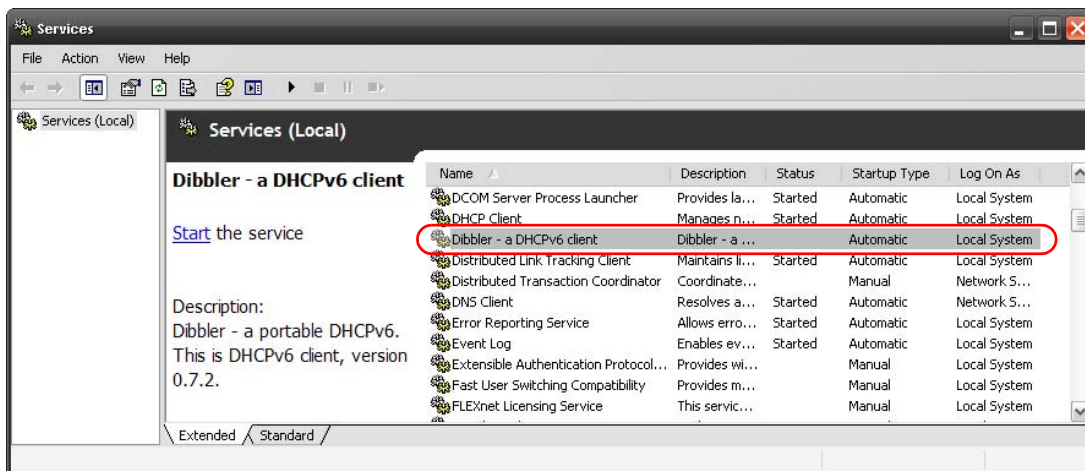 Services
File Action View Help
Services (Local)
Services (Local)
Dibbler - a DHCPv6 client
Start the service
Description:
Dibbler - a portable DHCPv6.
This is DHCPv6 client, version
0.7.2.
Name Description Status Startup Type Log On As
DCOM Server Process Launcher Provides la... Started Automatic Local System
DHCP Client Manages n... Started Automatic Local System
Dibbler - a DHCPv6 client Dibbler - a ... Automatic Local System
Distributed Link Tracking Client Maintains li... Started Automatic Local System
Distributed Transaction Coordinator Coordinate... Manual Network S...
DNS Client Resolves a... Started Automatic Network S...
Error Reporting Service Allows erro... Started Automatic Local System
Event Log Enables ev... Started Automatic Local System
Extensible Authentication Protocol... Provides wi... Manual Local System
Fast User Switching Compatibility Provides m... Manual Local System
FLEXnet Licensing Service This servic... Manual Local System
Extended Standard